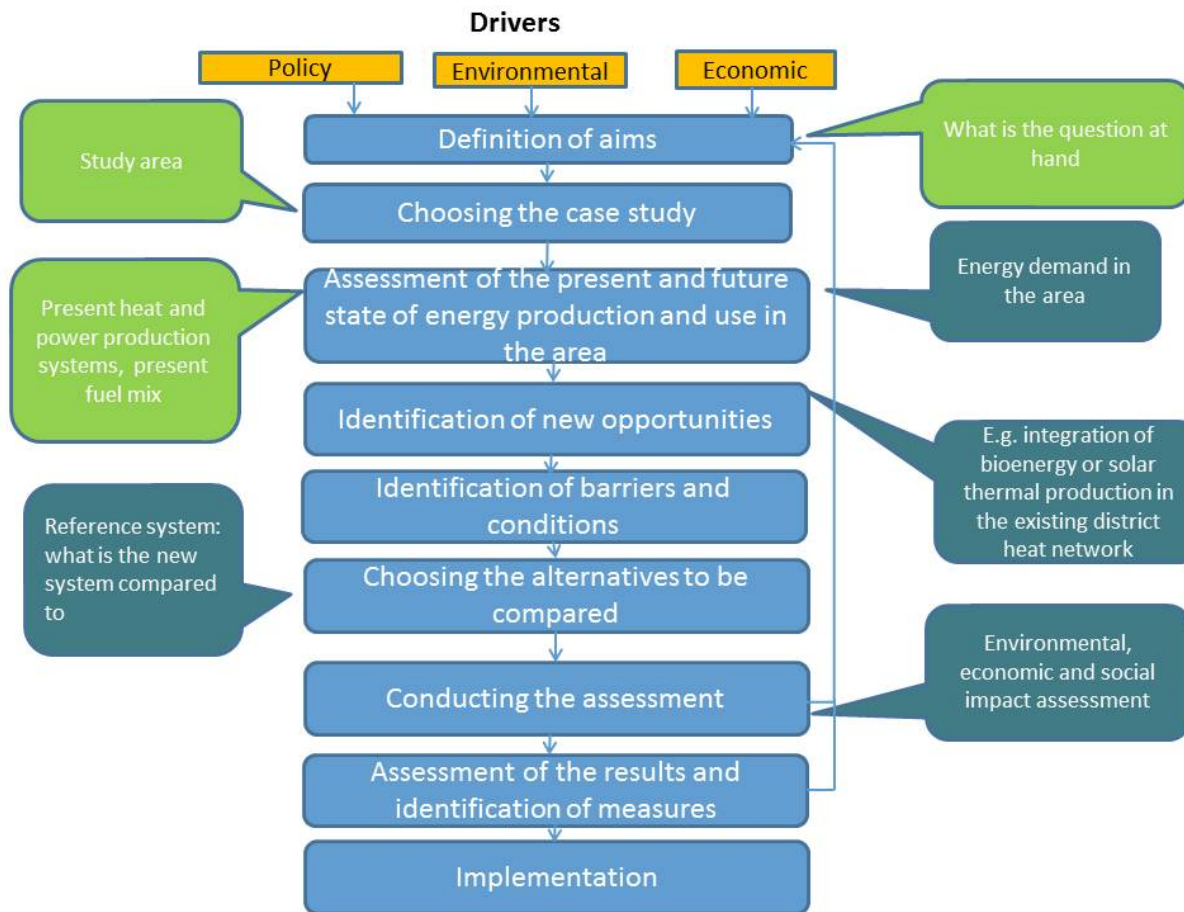 Drivers
Policy
Environmental
Economic
Definition of aims
What is the question at
hand
Study area
Choosing the case study
Assessment of the present and future
state of energy production and use in
the area
Energy demand in
the area
Present heat and
power production
systems, present
fuel mix
Identification of new opportunities
E.g. integration of
bioenergy or solar
thermal production in
the existing district
heat network
Identification of barriers and
conditions
Reference system:
what is the new
system compared
to
Choosing the alternatives to be
compared
Conducting the assessment
Environmental,
economic and social
impact assessment
Assessment of the results and
identification of measures
Implementation